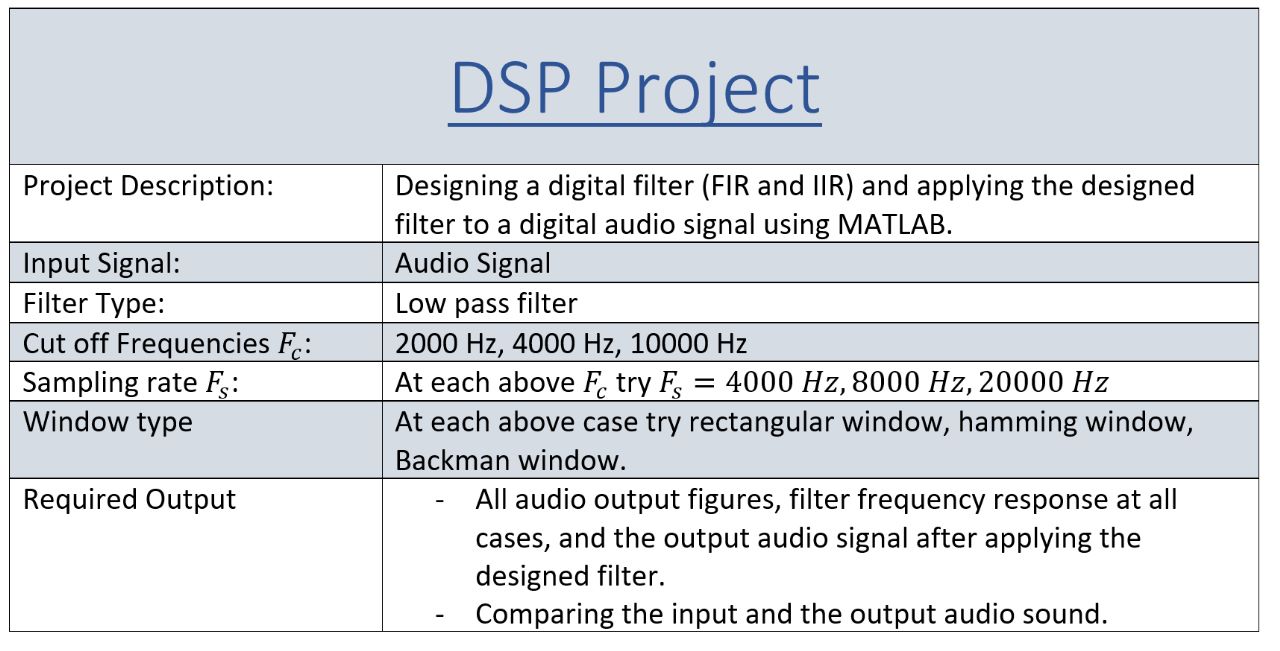 DSP Project
Project Description:
Designing a digital filter (FIR and IIR) and applying the designed
filter to a digital audio signal using MATLAB.
Input Signal:
Audio Signal
Filter Type:
Low pass filter
Cut off Frequencies F_c:
2000 Hz, 4000 Hz, 10000 Hz
Sampling rate F_s:
At each above F_c try F_s = 4000 Hz, 8000 Hz, 20000 Hz
Window type
At each above case try rectangular window, hamming window,
Backman window.
Required Output
- All audio output figures, filter frequency response at all
cases, and the output audio signal after applying the
designed filter.
- Comparing the input and the output audio sound.